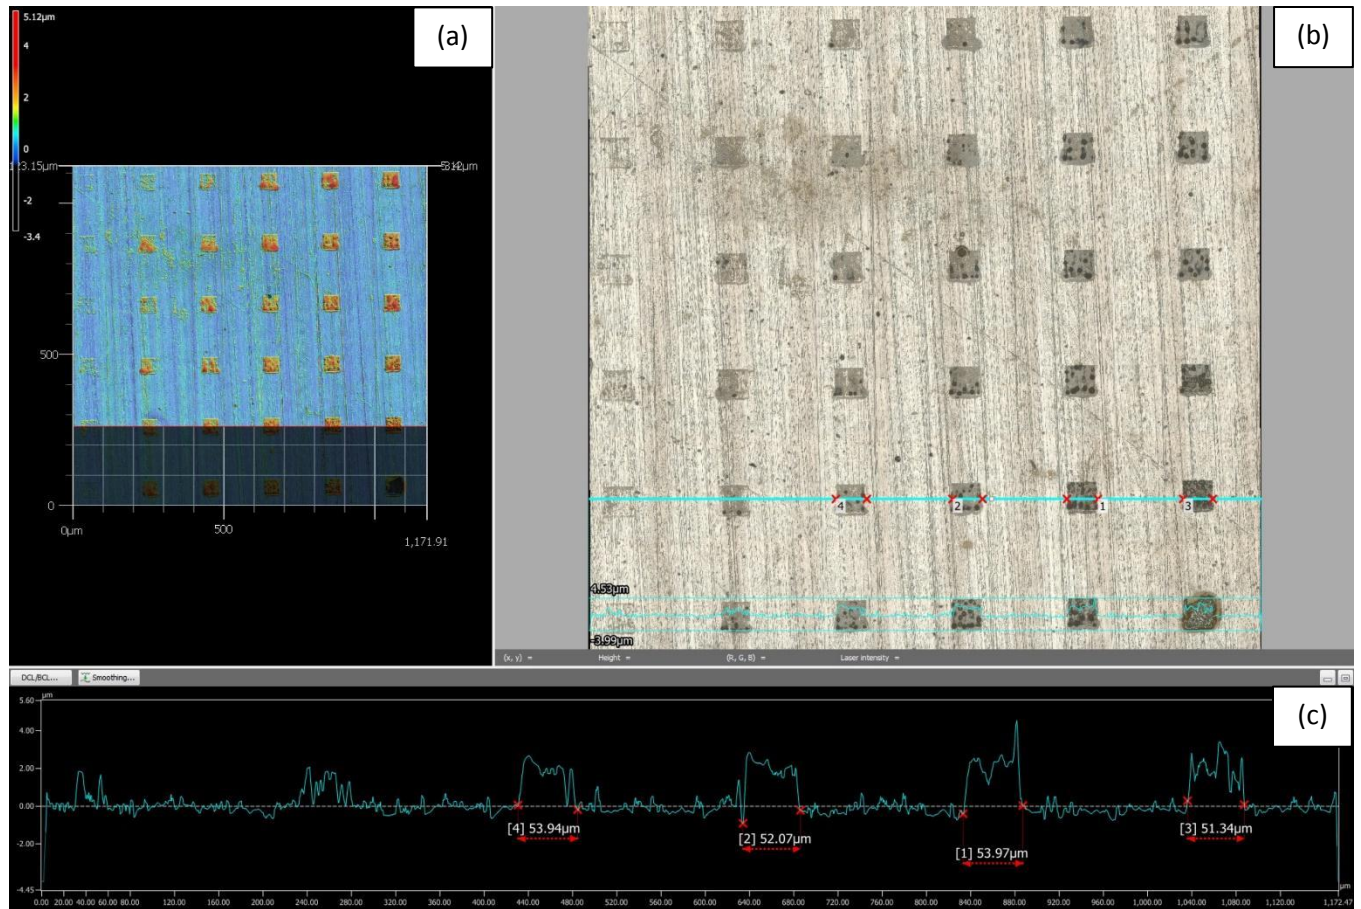 5.12µm
(a)
4
2
0
-2
-3.4
500
0
0µm
500
1,171.91
(b)
4
2
1
3
4.53µm
-3.99µm
(x, y) =
Height =
(R, G, B) =
Laser intensity =
DCL/BCL...
Smoothing...
(c)
µm
5.60
4.00
2.00
0.00
-2.00
-4.45
[4] 53.94µm
[2] 52.07µm
[1] 53.97µm
[3] 51.34µm
µm
0.00 20.00 40.00 60.00 80.00 120.00 160.00 200.00 240.00 280.00 320.00 360.00 400.00 440.00 480.00 520.00 560.00 600.00 640.00 680.00 720.00 760.00 800.00 840.00 880.00 920.00 960.00 1,000.00 1,040.00 1,080.00 1,120.00 1,172.47